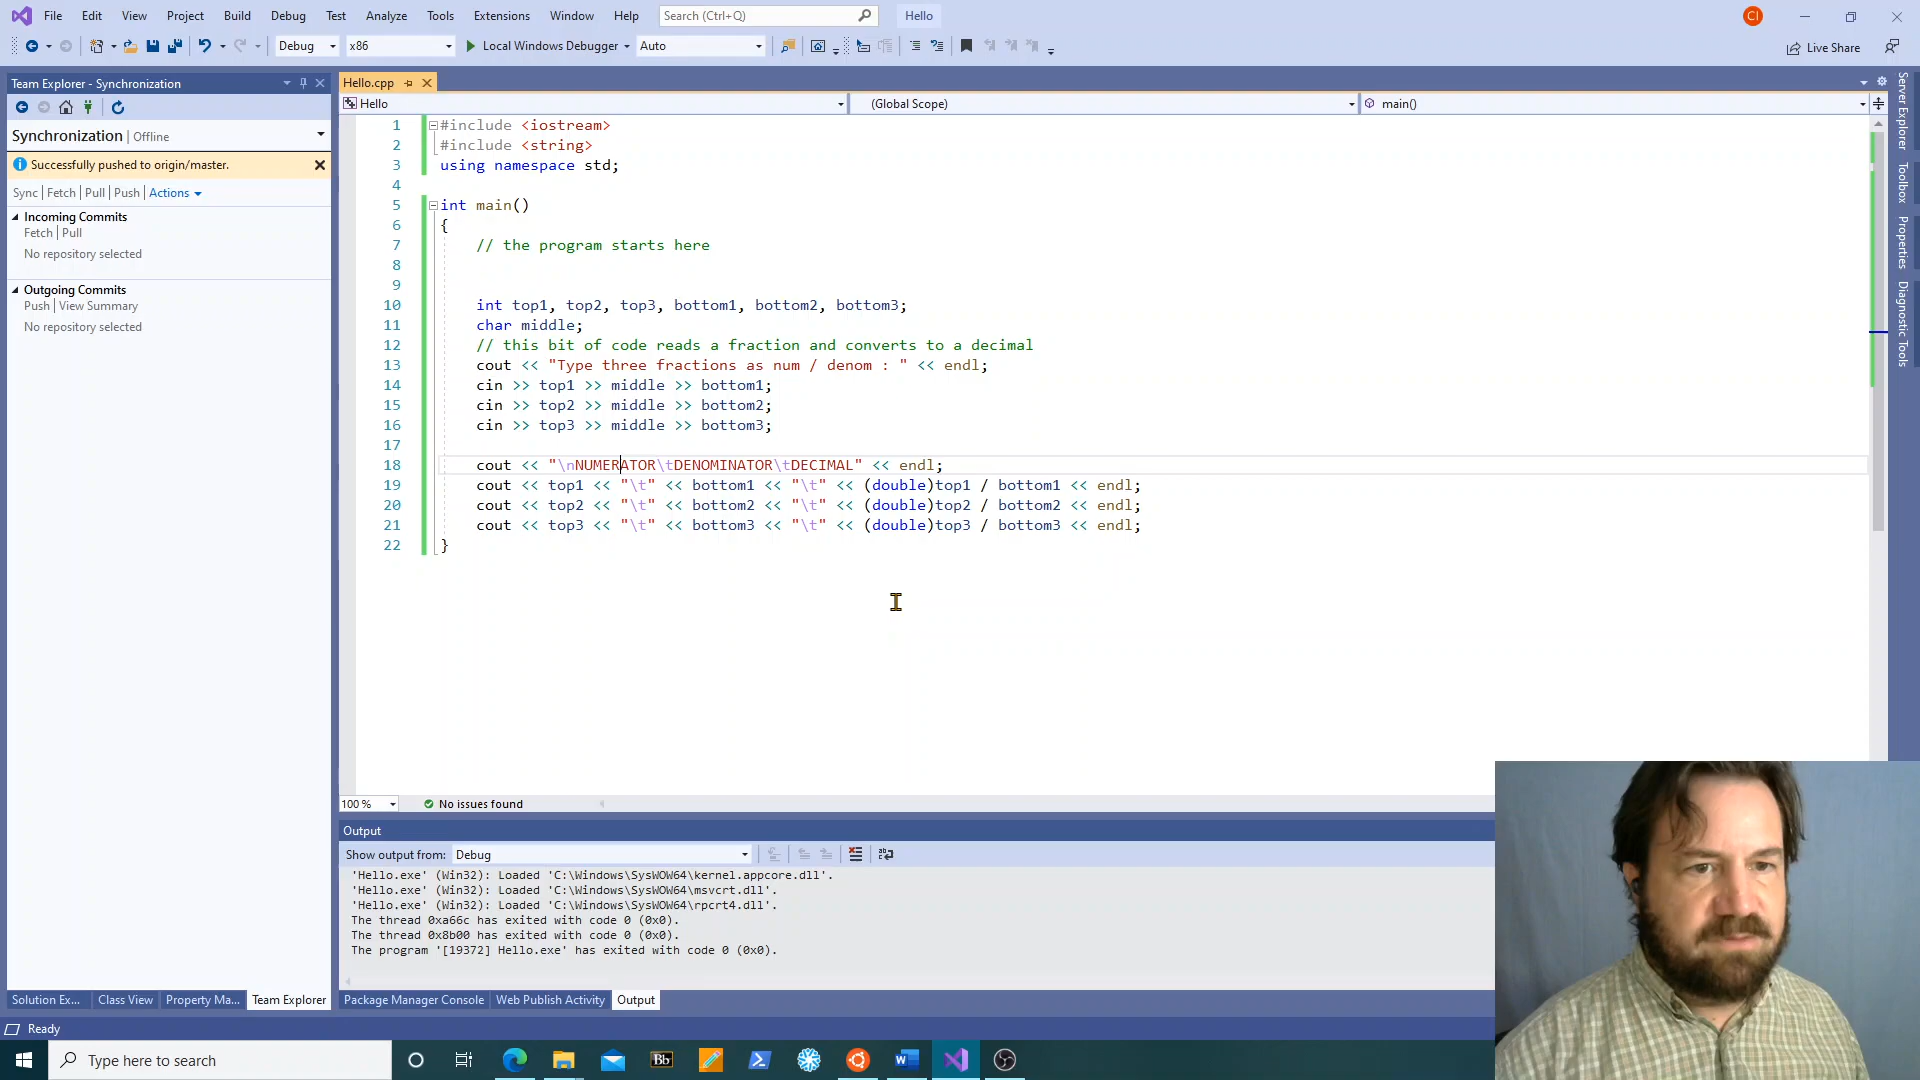 File Edit View Project Build Debug Test Analyze Tools Extensions Window Help Search (Ctrl+Q) Hello CI
Debug x86 Local Windows Debugger Auto Live Share
Team Explorer - Synchronization
Synchronization | Offline
Successfully pushed to origin/master.
Sync | Fetch | Pull | Push | Actions
Incoming Commits
Fetch | Pull
No repository selected
Outgoing Commits
Push | View Summary
No repository selected
Hello.cpp
Hello (Global Scope) main()
1 #include <iostream>
2 #include <string>
3 using namespace std;
4
5 int main()
6 {
7 // the program starts here
8
9
10 int top1, top2, top3, bottom1, bottom2, bottom3;
11 char middle;
12 // this bit of code reads a fraction and converts to a decimal
13 cout << "Type three fractions as num / denom : " << endl;
14 cin >> top1 >> middle >> bottom1;
15 cin >> top2 >> middle >> bottom2;
16 cin >> top3 >> middle >> bottom3;
17
18 cout << "\nNUMERATOR\tDENOMINATOR\tDECIMAL" << endl;
19 cout << top1 << "\t" << bottom1 << "\t" << (double)top1 / bottom1 << endl;
20 cout << top2 << "\t" << bottom2 << "\t" << (double)top2 / bottom2 << endl;
21 cout << top3 << "\t" << bottom3 << "\t" << (double)top3 / bottom3 << endl;
22 }
Server Explorer
Toolbox
Properties
Diagnostic Tools
100 % No issues found
Output
Show output from: Debug
'Hello.exe' (Win32): Loaded 'C:\Windows\SysWOW64\kernel.appcore.dll'.
'Hello.exe' (Win32): Loaded 'C:\Windows\SysWOW64\msvcrt.dll'.
'Hello.exe' (Win32): Loaded 'C:\Windows\SysWOW64\rpcrt4.dll'.
The thread 0xa66c has exited with code 0 (0x0).
The thread 0x8b00 has exited with code 0 (0x0).
The program '[19372] Hello.exe' has exited with code 0 (0x0).
Solution Ex... Class View Property Ma... Team Explorer Package Manager Console Web Publish Activity Output
Ready
Type here to search Bb